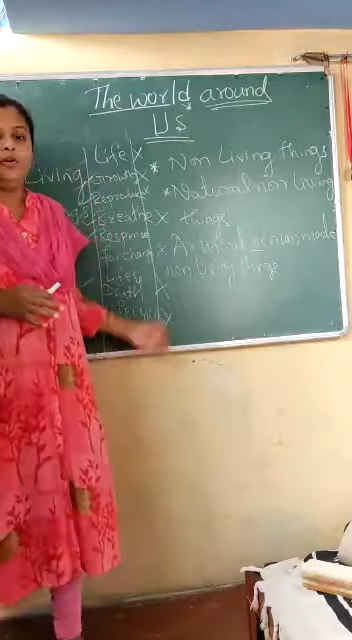 The World around
Us
Living
Life X
Growth X
Reproduce X
Breathe X
Response
for change X
Life
Death X
* Non Living Things
* Natural non Living
things
* Artificial or man made
non living things